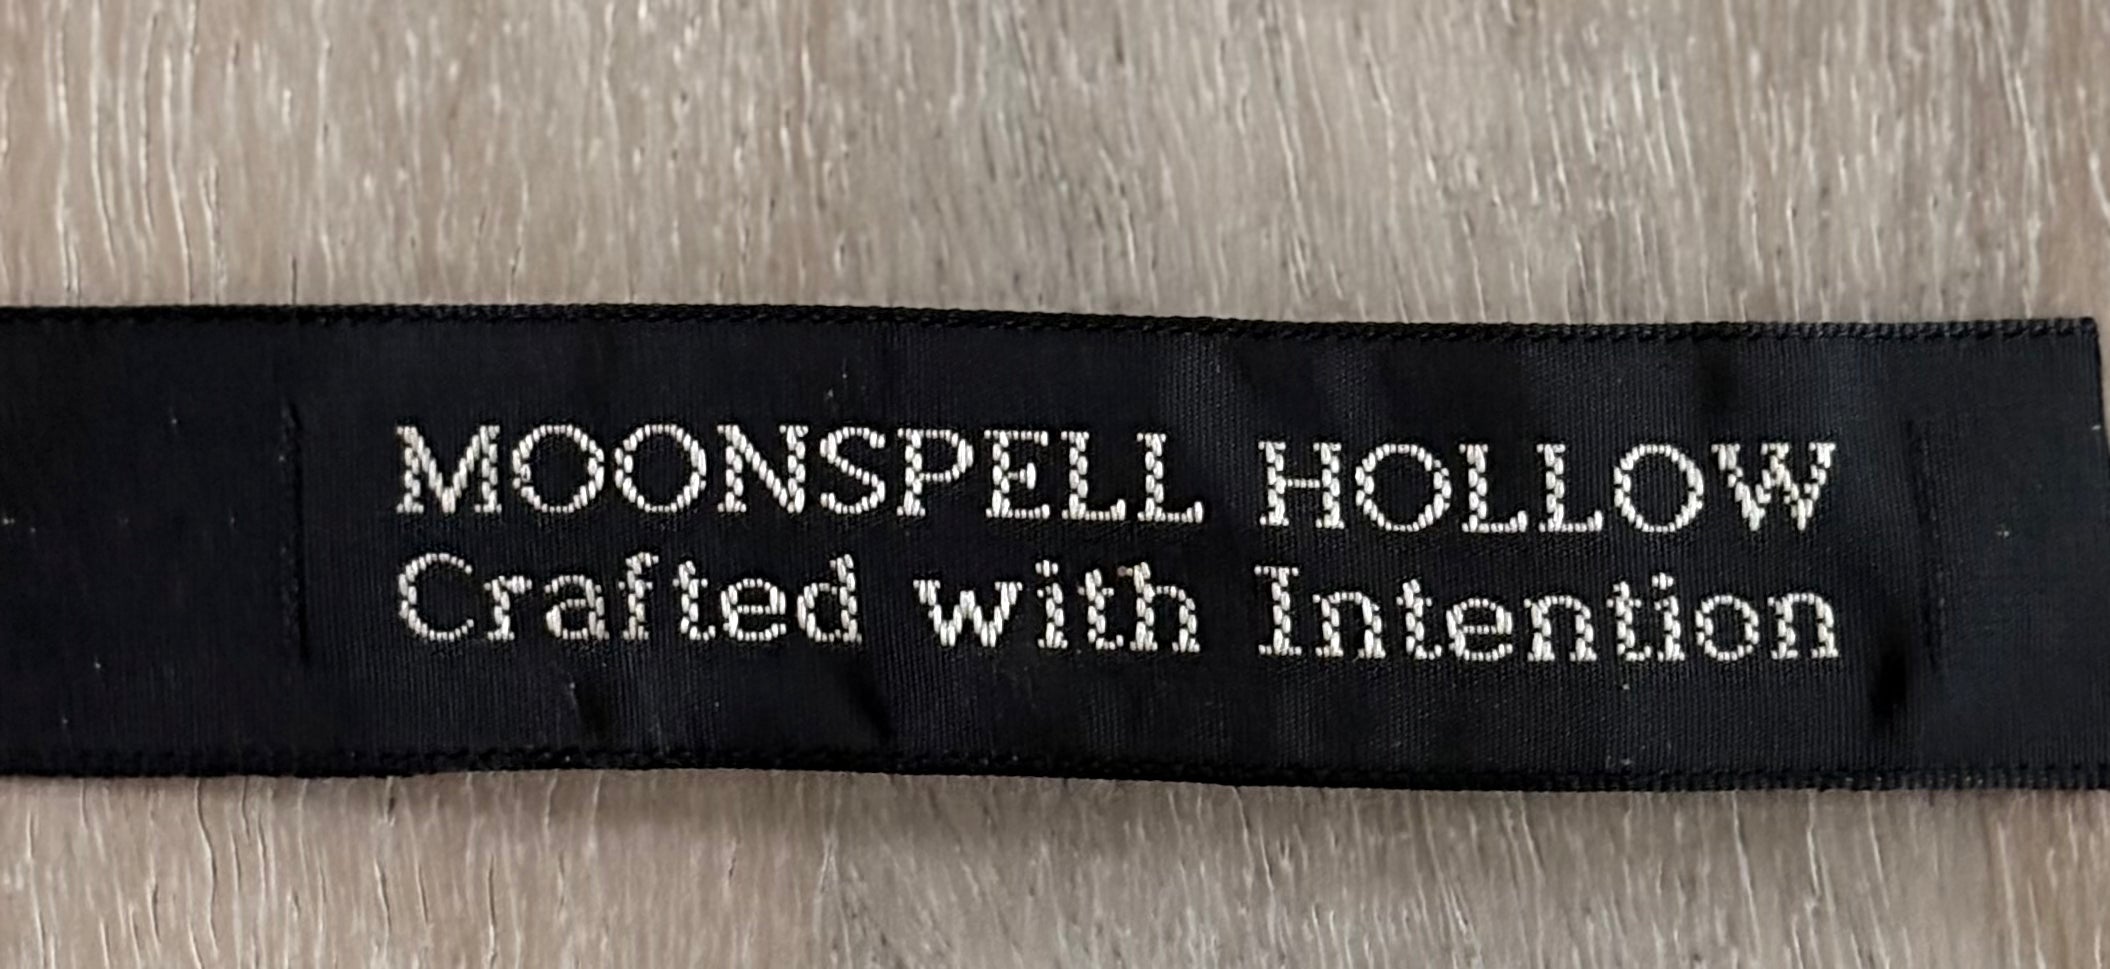 MOONSPELL HOLLOW
Crafted with Intention